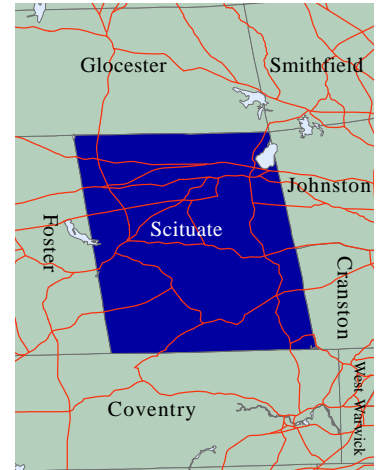 Glocester
Smithfield
Johnston
Scituate
Foster
Cranston
West Warwick
Coventry